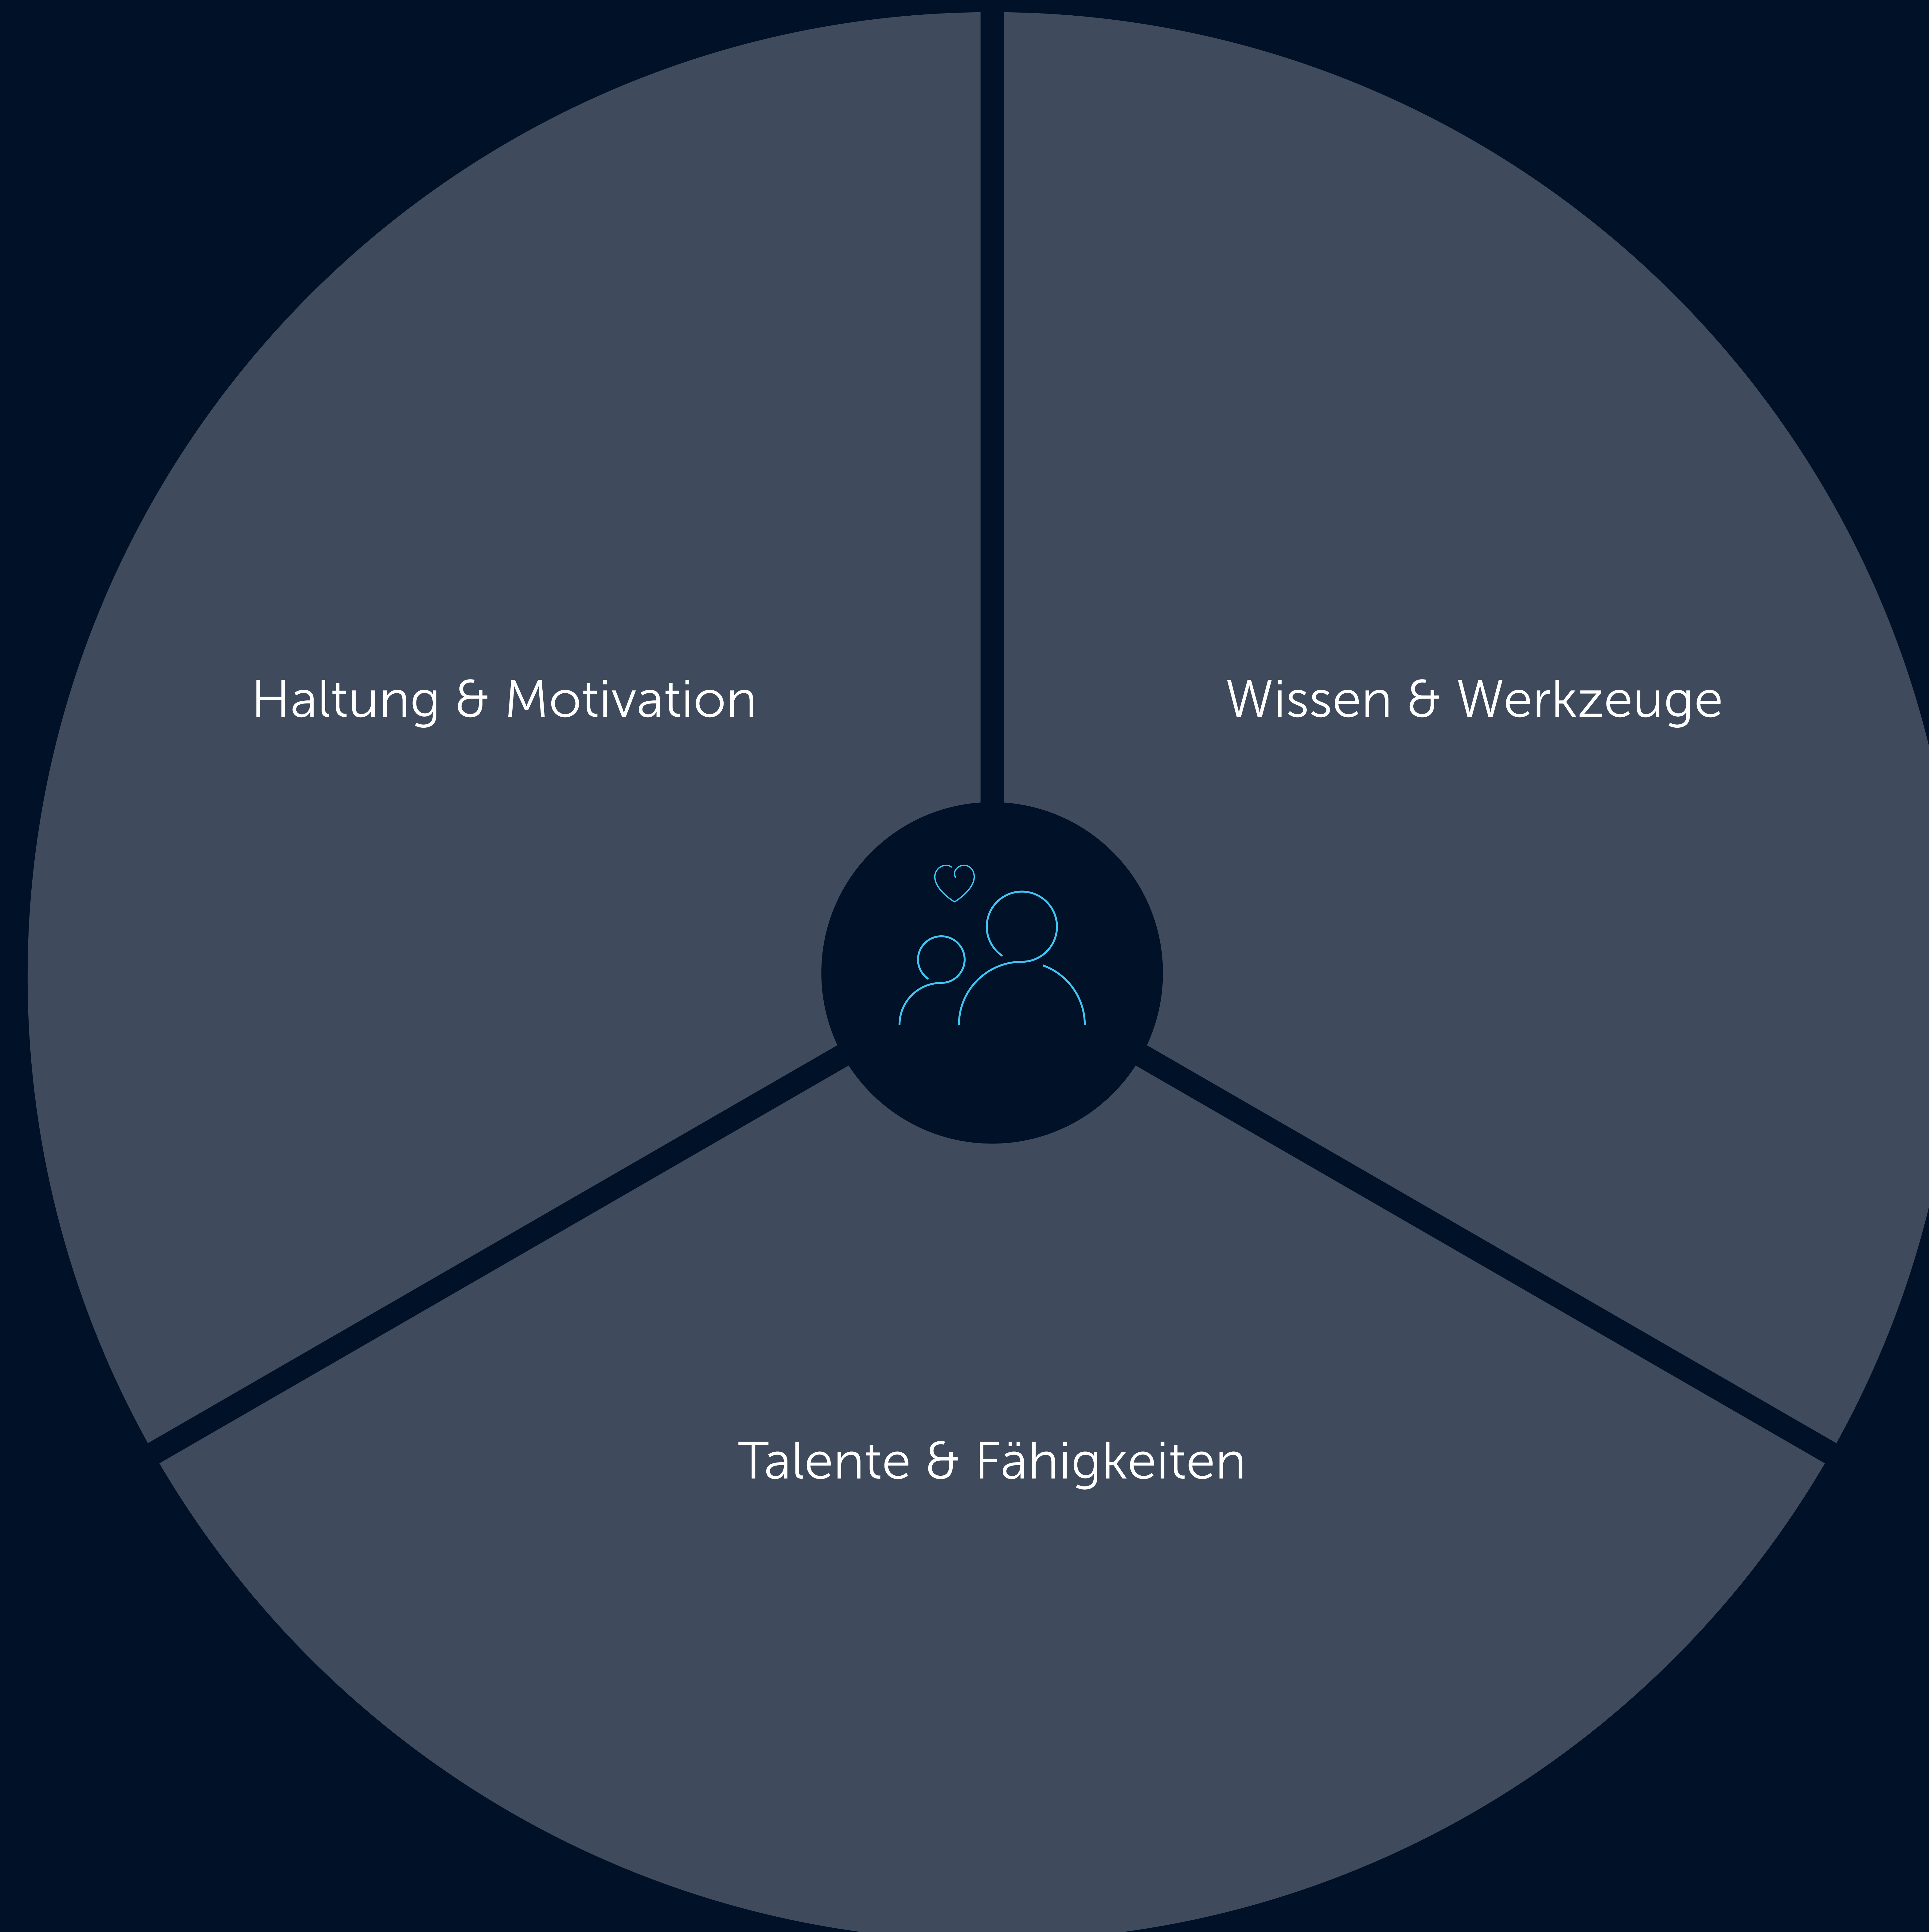 Haltung & Motivation
Wissen & Werkzeuge
Talente & Fähigkeiten